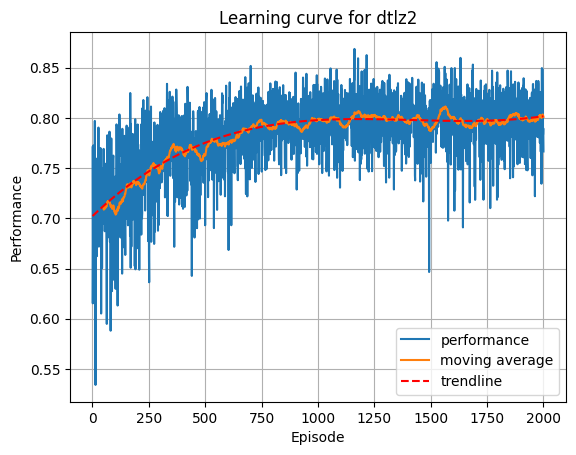 Learning curve for dtlz2
Performance
0.85
0.80
0.75
0.70
0.65
0.60
0.55
0
250
500
750
1000
1250
1500
1750
2000
Episode
performance
moving average
trendline